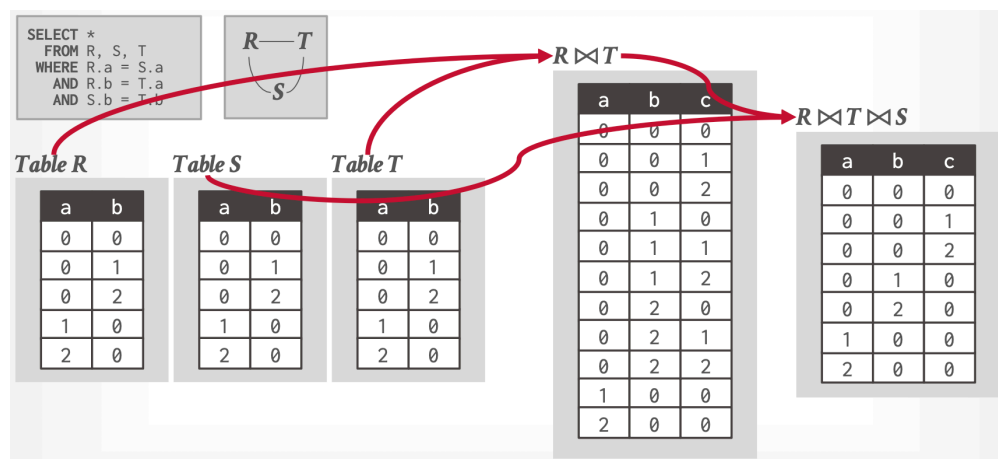 SELECT *
FROM R, S, T
WHERE R.a = S.a
AND R.b = T.a
AND S.b = T.b
R T
S
R ⋈ T
R ⋈ T ⋈ S
Table R
Table S
Table T
a b
0 0
0 1
0 2
1 0
2 0
a b
0 0
0 1
0 2
1 0
2 0
a b
0 0
0 1
0 2
1 0
2 0
a b c
0 0 0
0 0 1
0 0 2
0 1 0
0 1 1
0 1 2
0 2 0
0 2 1
0 2 2
1 0 0
2 0 0
a b c
0 0 0
0 0 1
0 0 2
0 1 0
0 2 0
1 0 0
2 0 0